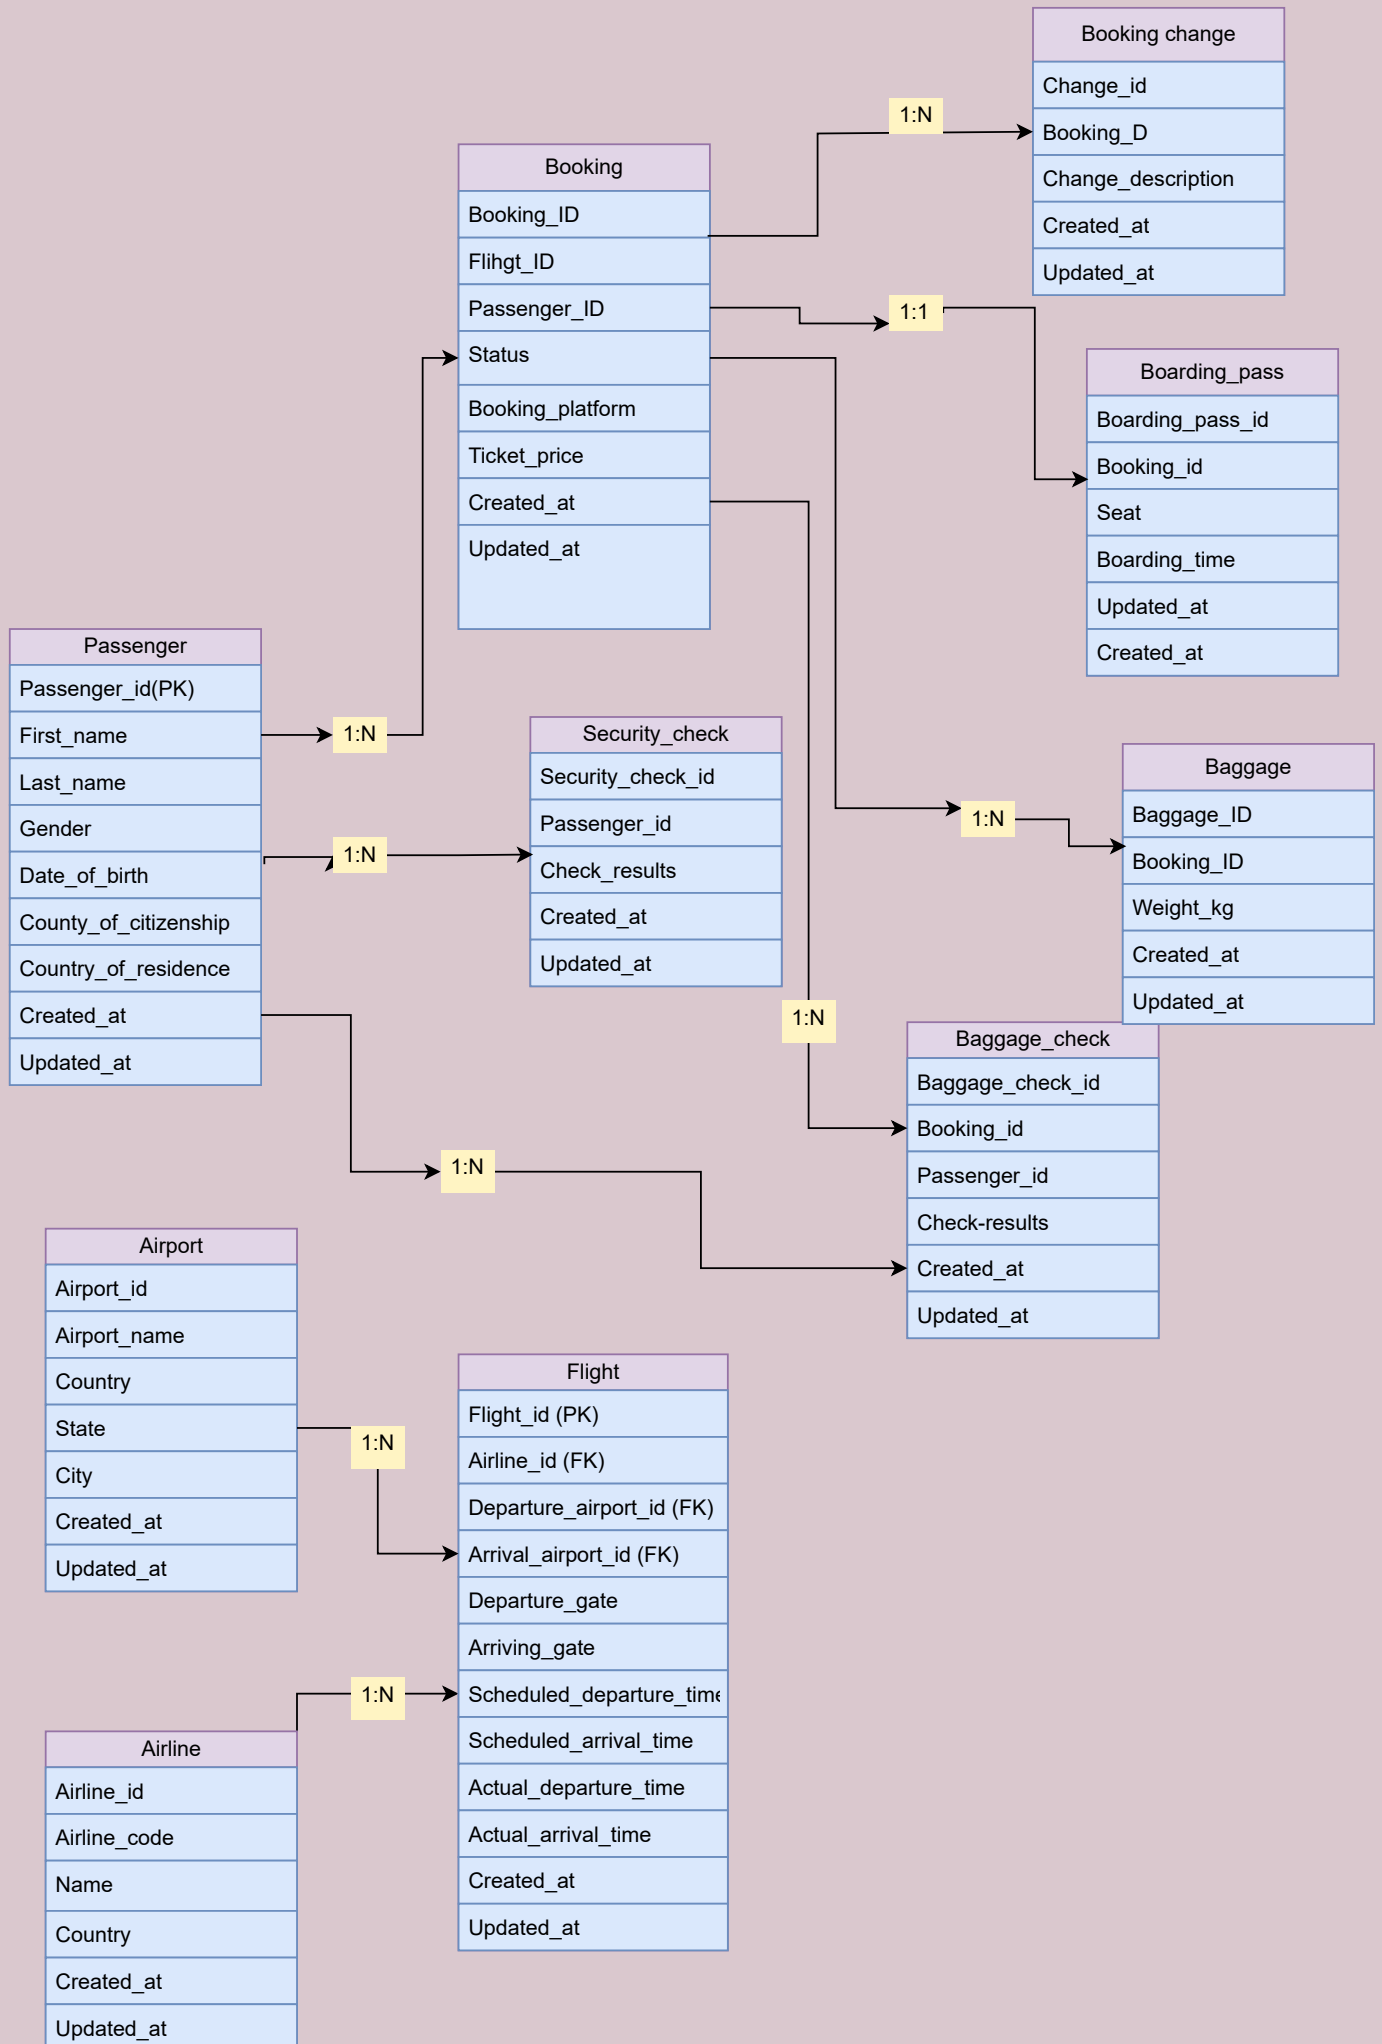 Booking change
Change_id
Booking_D
Change_description
Created_at
Updated_at
1:N
Booking
Booking_ID
Flihgt_ID
Passenger_ID
Status
Booking_platform
Ticket_price
Created_at
Updated_at
1:1
Boarding_pass
Boarding_pass_id
Booking_id
Seat
Boarding_time
Updated_at
Created_at
Passenger
Passenger_id(PK)
First_name
Last_name
Gender
Date_of_birth
County_of_citizenship
Country_of_residence
Created_at
Updated_at
1:N
1:N
Security_check
Security_check_id
Passenger_id
Check_results
Created_at
Updated_at
1:N
Baggage
Baggage_ID
Booking_ID
Weight_kg
Created_at
Updated_at
1:N
Baggage_check
Baggage_check_id
Booking_id
Passenger_id
Check-results
Created_at
Updated_at
1:N
Airport
Airport_id
Airport_name
Country
State
City
Created_at
Updated_at
1:N
Flight
Flight_id (PK)
Airline_id (FK)
Departure_airport_id (FK)
Arrival_airport_id (FK)
Departure_gate
Arriving_gate
Scheduled_departure_time
Scheduled_arrival_time
Actual_departure_time
Actual_arrival_time
Created_at
Updated_at
1:N
Airline
Airline_id
Airline_code
Name
Country
Created_at
Updated_at